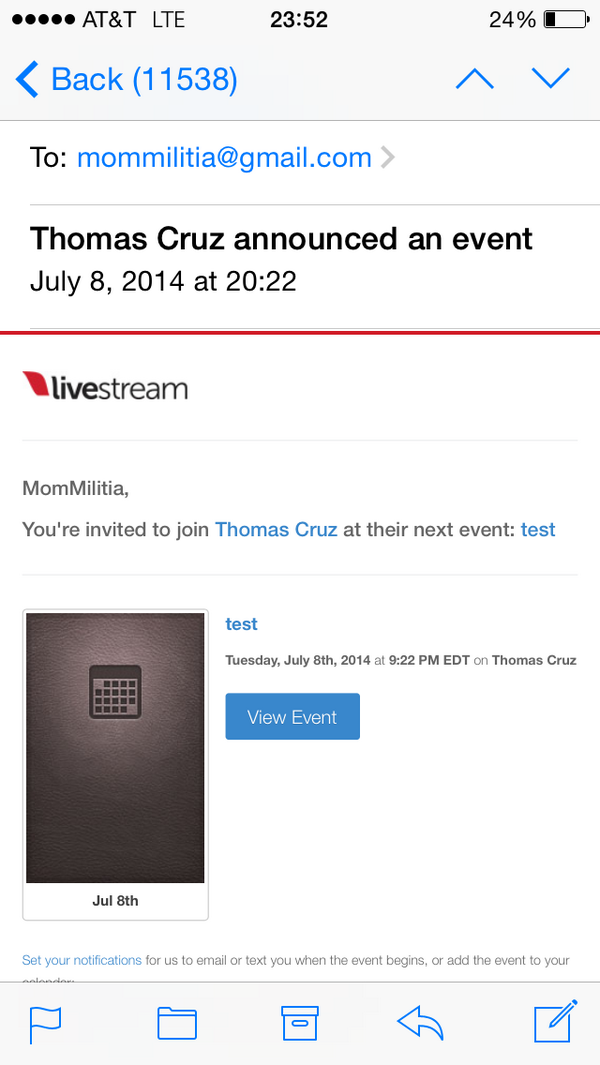 AT&T LTE 23:52 24%
Back (11538)
To: mommilitia@gmail.com
Thomas Cruz announced an event
July 8, 2014 at 20:22
livestream
MomMilitia,
You're invited to join Thomas Cruz at their next event: test
test
Tuesday, July 8th, 2014 at 9:22 PM EDT on Thomas Cruz
View Event
Jul 8th
Set your notifications for us to email or text you when the event begins, or add the event to your
calendar: